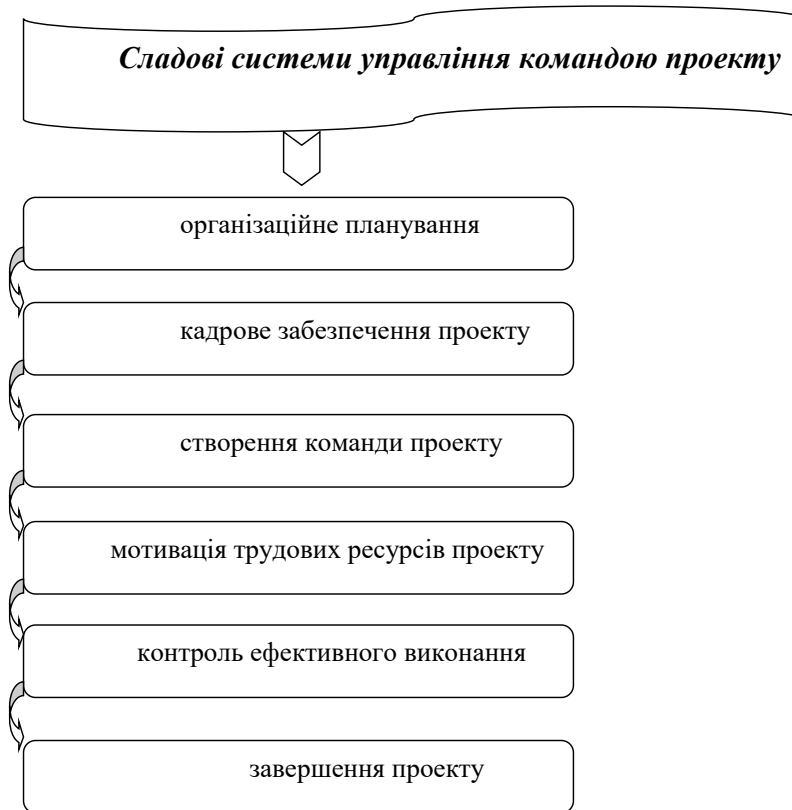 Сладові системи управління командою проекту
організаційне планування
кадрове забезпечення проекту
створення команди проекту
мотивація трудових ресурсів проекту
контроль ефективного виконання
завершення проекту